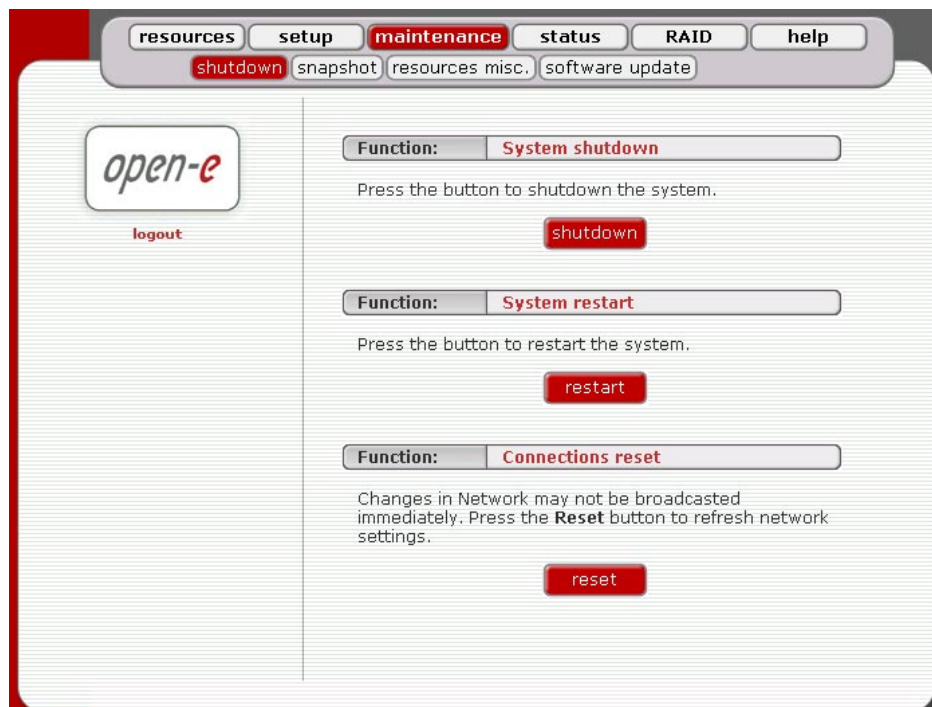 resources setup maintenance status RAID help
shutdown snapshot resources misc. software update
open-e
logout
Function: System shutdown
Press the button to shutdown the system.
shutdown
Function: System restart
Press the button to restart the system.
restart
Function: Connections reset
Changes in Network may not be broadcasted
immediately. Press the Reset button to refresh network
settings.
reset